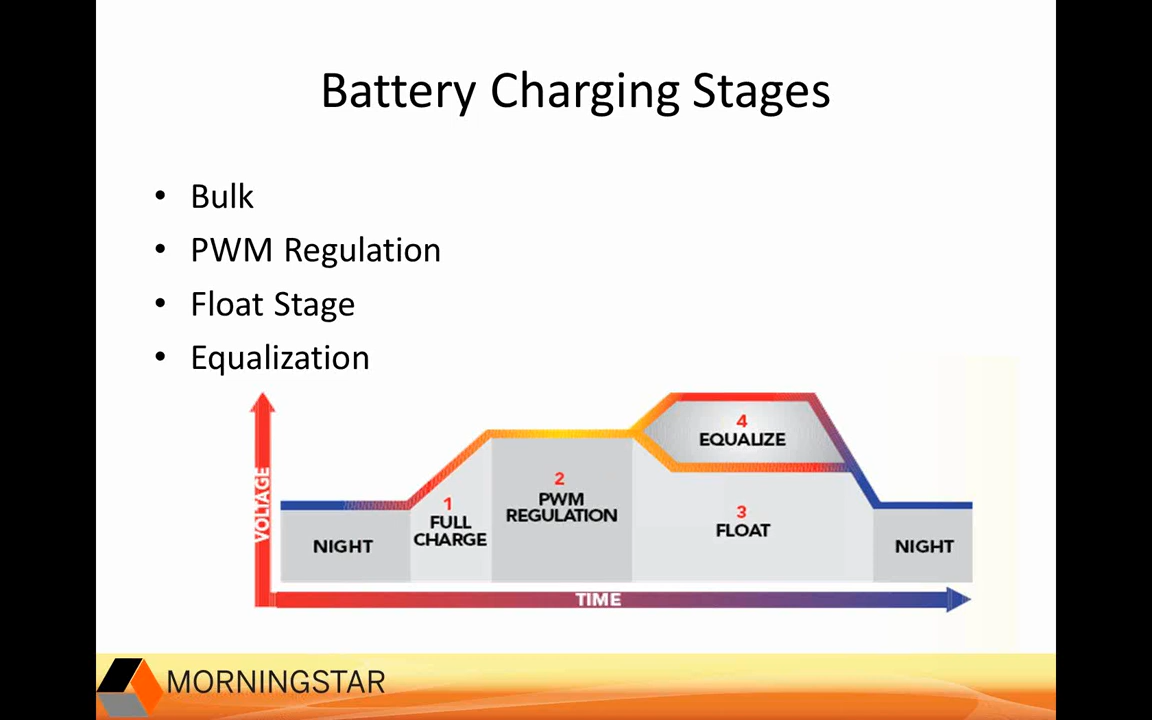 Battery Charging Stages
• Bulk
• PWM Regulation
• Float Stage
• Equalization
VOLTAGE
NIGHT
1
FULL
CHARGE
2
PWM
REGULATION
4
EQUALIZE
3
FLOAT
NIGHT
TIME
MORNINGSTAR